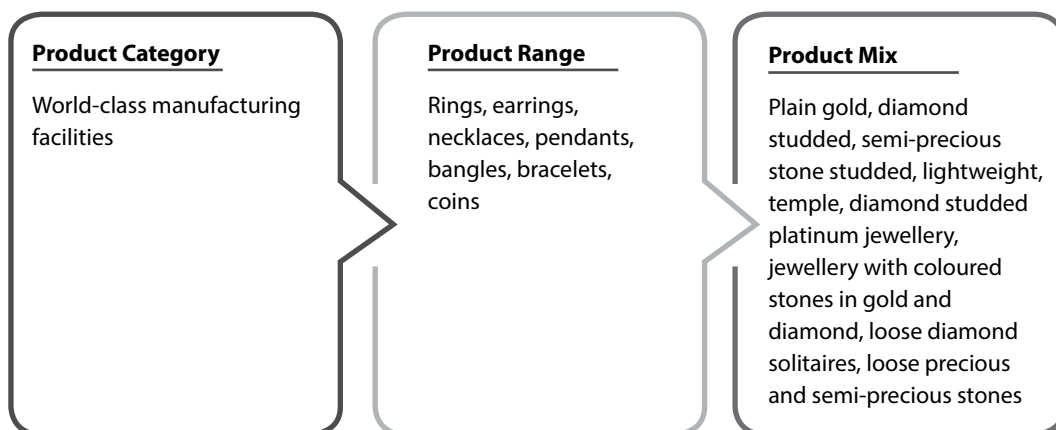 Product Category
World-class manufacturing
facilities
Product Range
Rings, earrings,
necklaces, pendants,
bangles, bracelets,
coins
Product Mix
Plain gold, diamond
studded, semi-precious
stone studded, lightweight,
temple, diamond studded
platinum jewellery,
jewellery with coloured
stones in gold and
diamond, loose diamond
solitaires, loose precious
and semi-precious stones